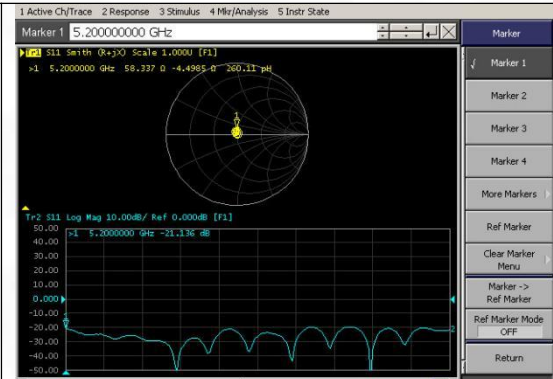 1 Active Ch/Trace 2 Response 3 Stimulus 4 Mkr/Analysis 5 Instr State
Marker 1 5.200000000 GHz
Marker
Tr1 S11 Smith (R+jX) Scale 1.000U [F1]
>1 5.2000000 GHz 58.337 Ω -4.4985 Ω 260.11 pH
1
Marker 1
Marker 2
Marker 3
Marker 4
More Markers
Ref Marker
Clear Marker
Menu
Marker ->
Ref Marker
Ref Marker Mode
OFF
Return
Tr2 S11 Log Mag 10.00dB/ Ref 0.000dB [F1]
>1 5.2000000 GHz -21.136 dB
50.00
40.00
30.00
20.00
10.00
0.000
-10.00
-20.00
-30.00
-40.00
-50.00
1
2